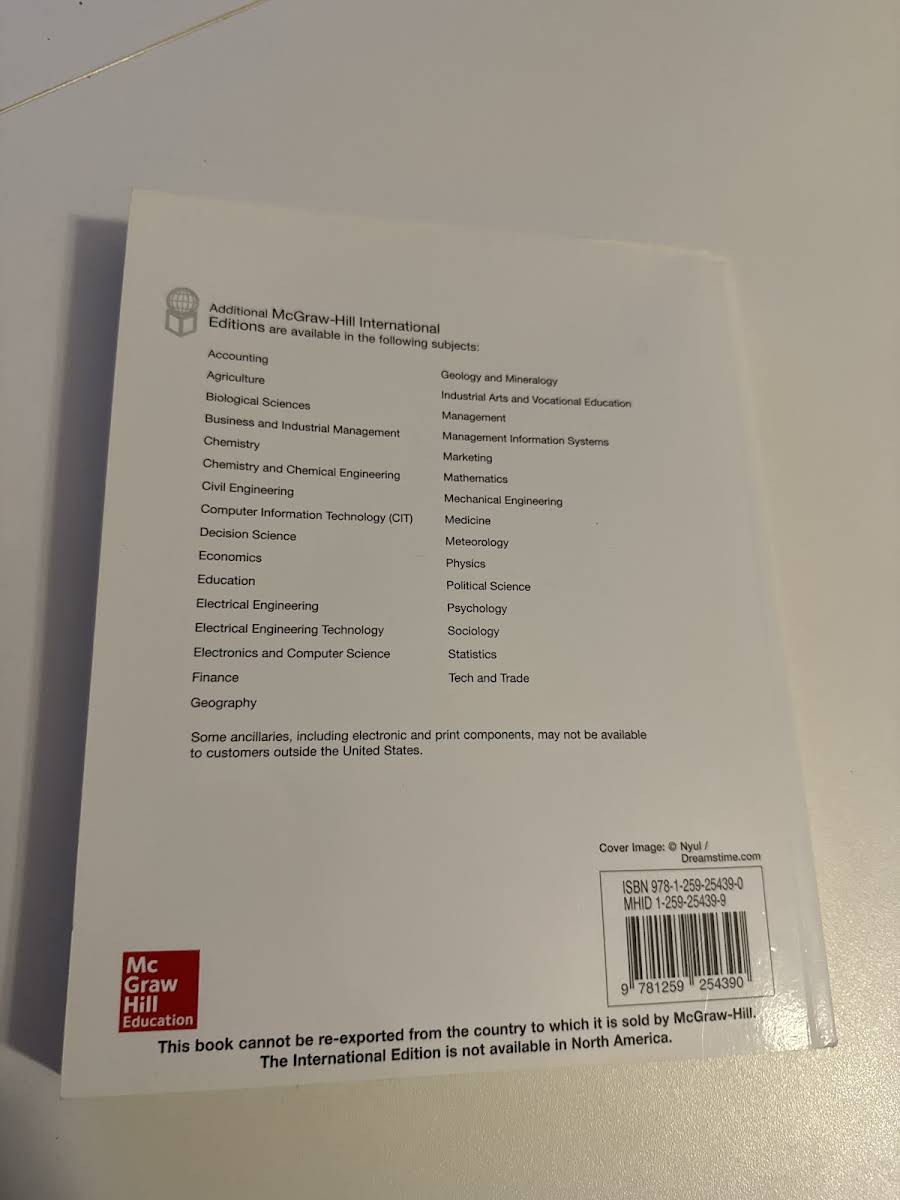 Additional McGraw-Hill International
Editions are available in the following subjects:
Accounting
Agriculture
Biological Sciences
Business and Industrial Management
Chemistry
Chemistry and Chemical Engineering
Civil Engineering
Computer Information Technology (CIT)
Decision Science
Economics
Education
Electrical Engineering
Electrical Engineering Technology
Electronics and Computer Science
Finance
Geography
Geology and Mineralogy
Industrial Arts and Vocational Education
Management
Management Information Systems
Marketing
Mathematics
Mechanical Engineering
Medicine
Meteorology
Physics
Political Science
Psychology
Sociology
Statistics
Tech and Trade
Some ancillaries, including electronic and print components, may not be available
to customers outside the United States.
Cover Image: © Nyul /
Dreamstime.com
ISBN 978-1-259-25439-0
MHID 1-259-25439-9
9 781259 254390
Mc
Graw
Hill
Education
This book cannot be re-exported from the country to which it is sold by McGraw-Hill.
The International Edition is not available in North America.